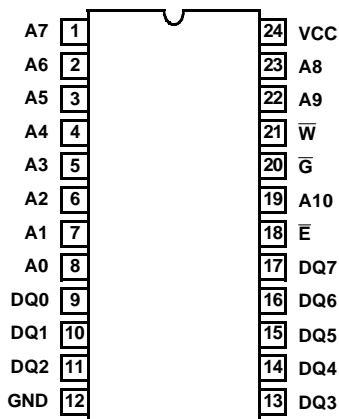 A7 1 24 VCC
A6 2 23 A8
A5 3 22 A9
A4 4 21 W̅
A3 5 20 G̅
A2 6 19 A10
A1 7 18 E̅
A0 8 17 DQ7
DQ0 9 16 DQ6
DQ1 10 15 DQ5
DQ2 11 14 DQ4
GND 12 13 DQ3